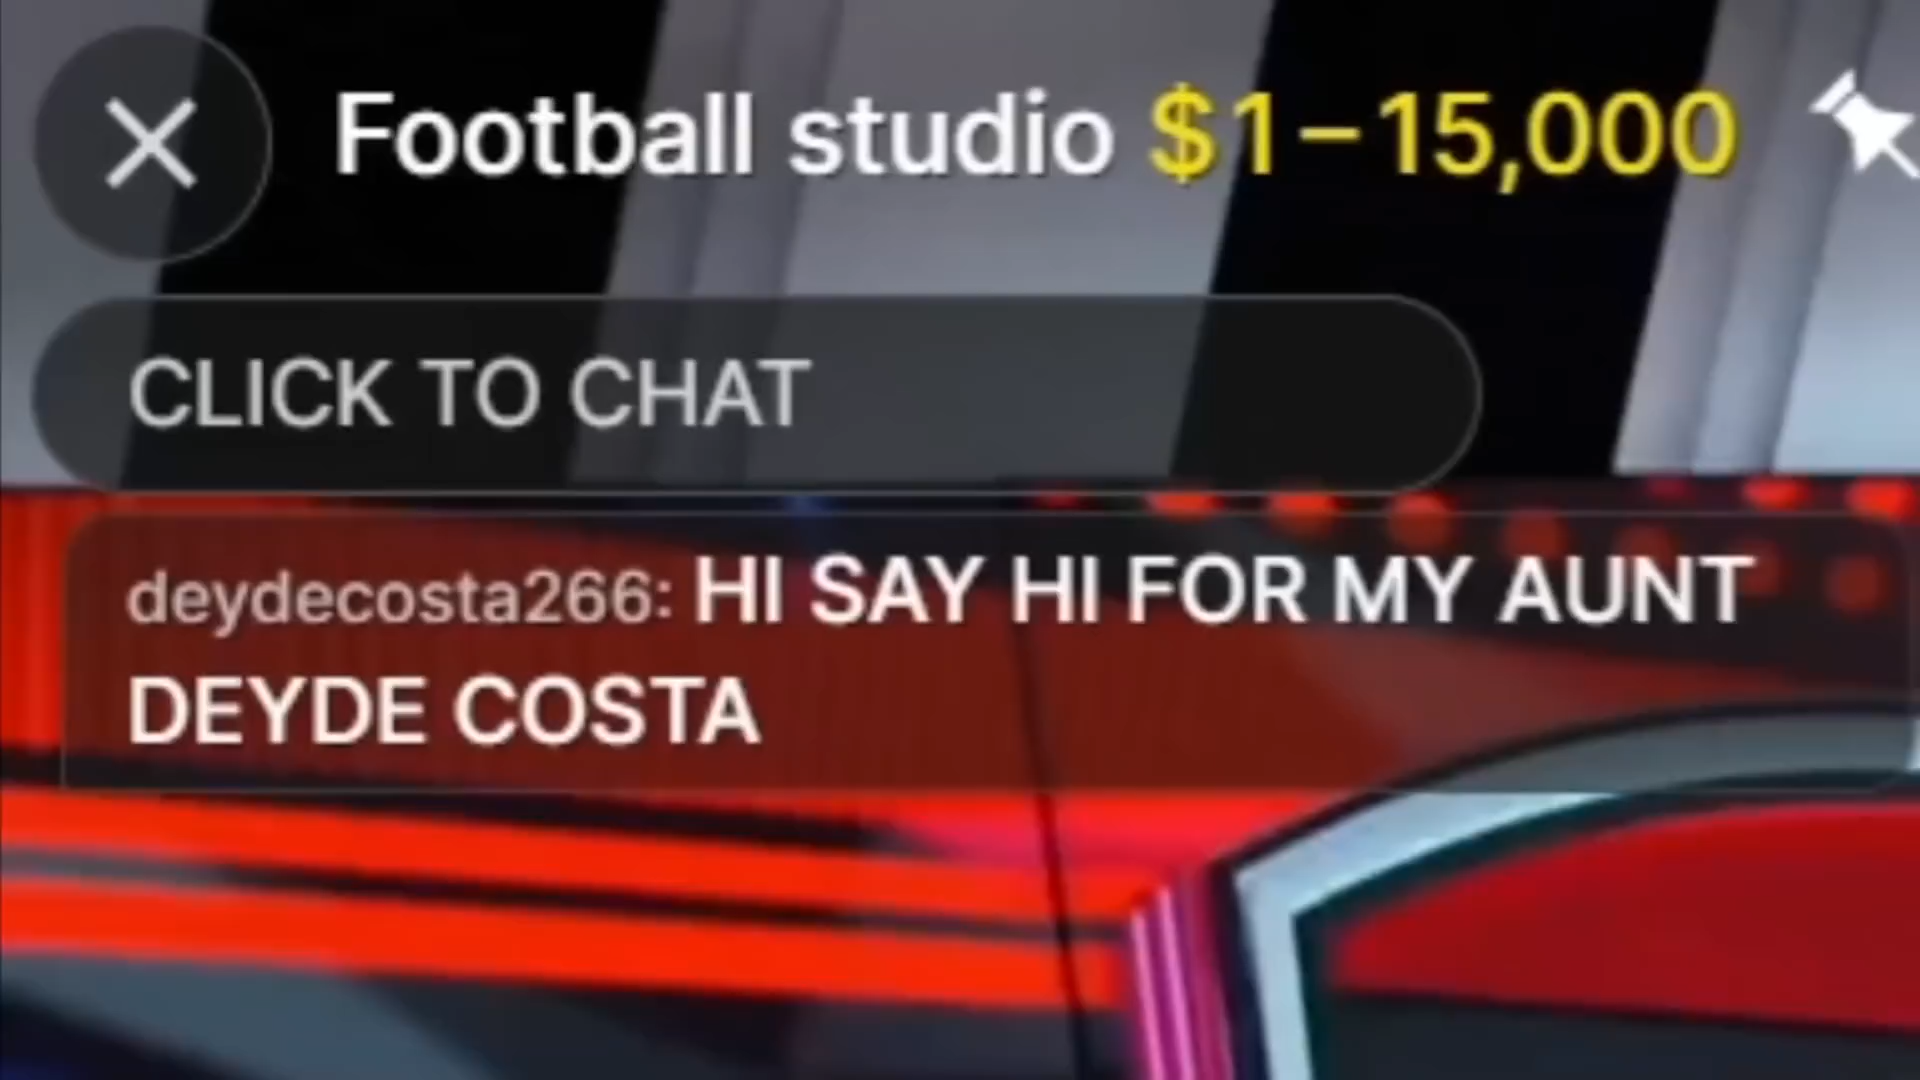 Football studio $1–15,000
CLICK TO CHAT
deydecosta266: HI SAY HI FOR MY AUNT
DEYDE COSTA